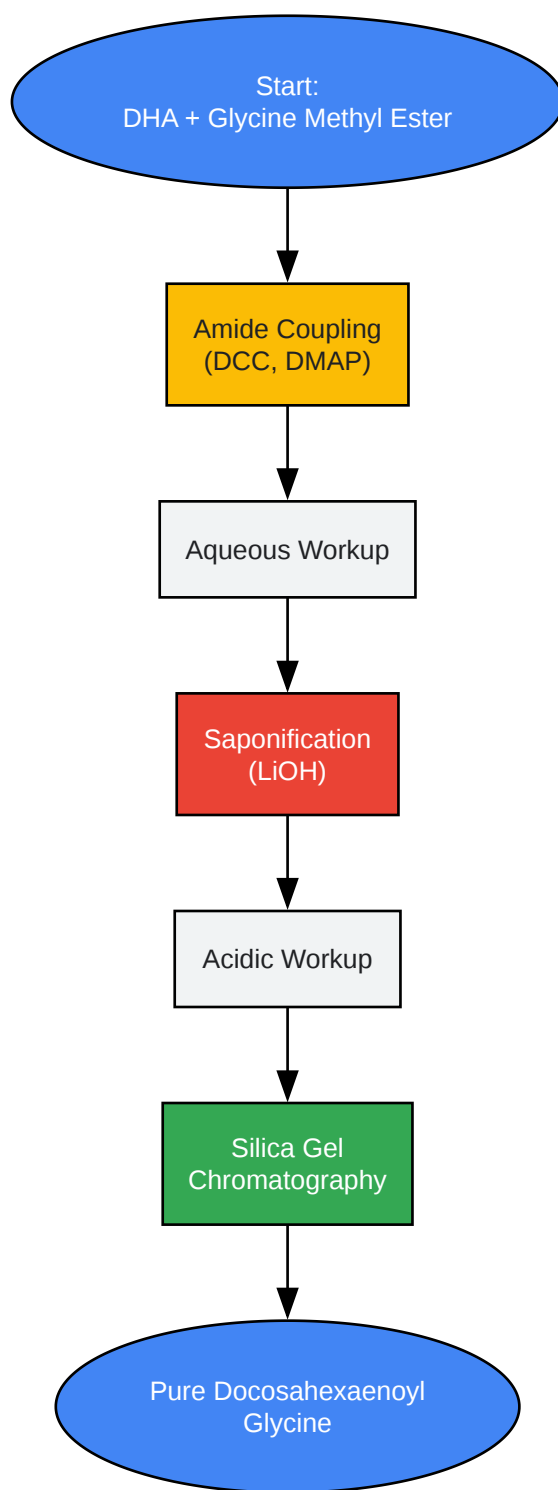 Start:
DHA + Glycine Methyl Ester
Amide Coupling
(DCC, DMAP)
Aqueous Workup
Saponification
(LiOH)
Acidic Workup
Silica Gel
Chromatography
Pure Docosahexaenoyl
Glycine